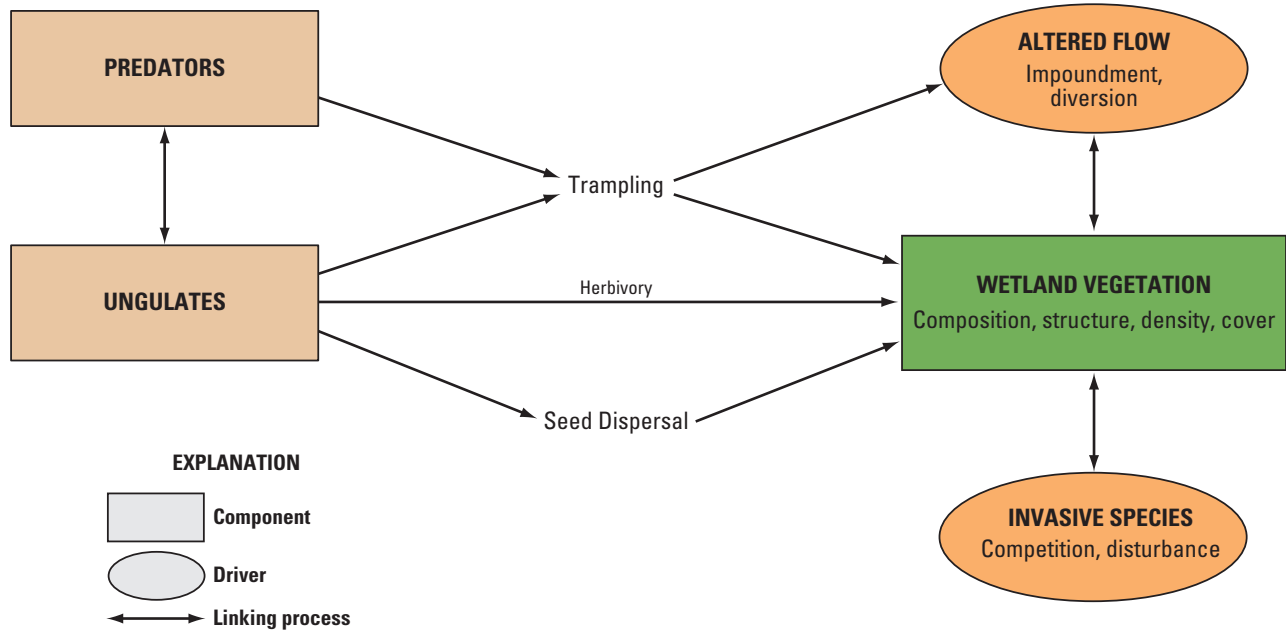 PREDATORS
ALTERED FLOW
Impoundment,
diversion
Trampling
UNGULATES
Herbivory
WETLAND VEGETATION
Composition, structure, density, cover
Seed Dispersal
EXPLANATION
Component
Driver
Linking process
INVASIVE SPECIES
Competition, disturbance